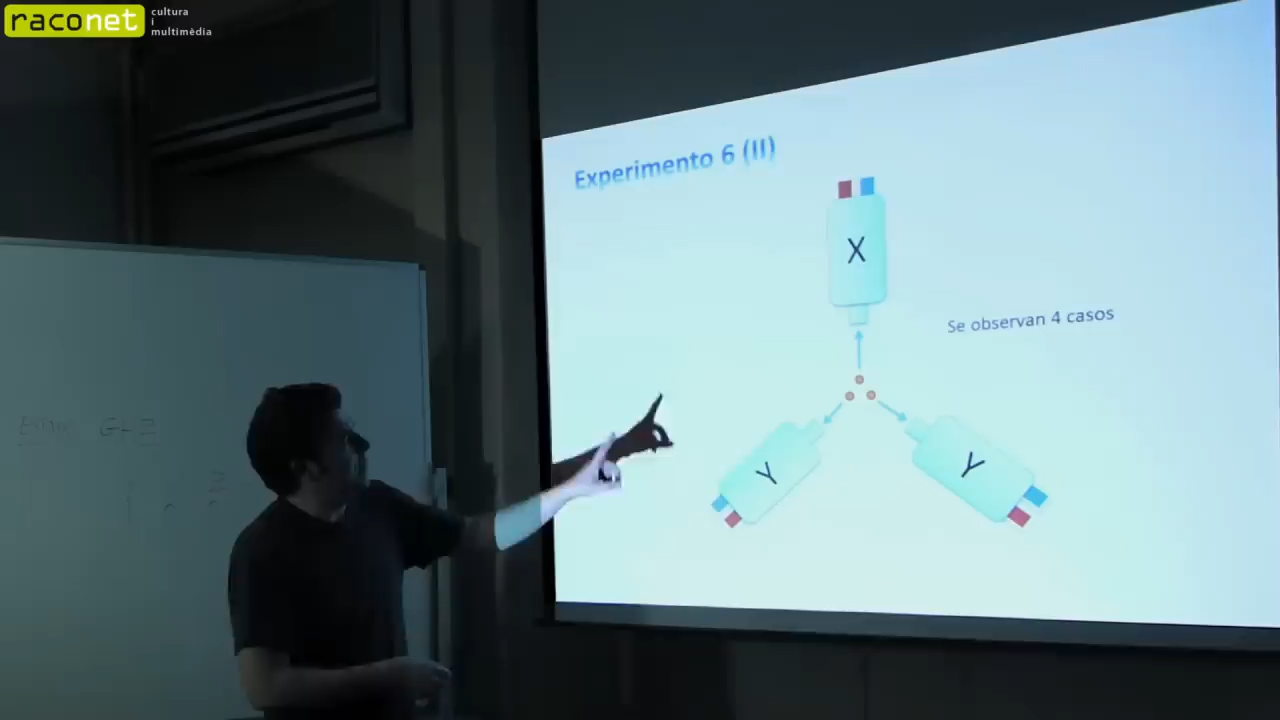 raconet
cultura
i
multimèdia
Experimento 6 (II)
X
Se observan 4 casos
Y
Y